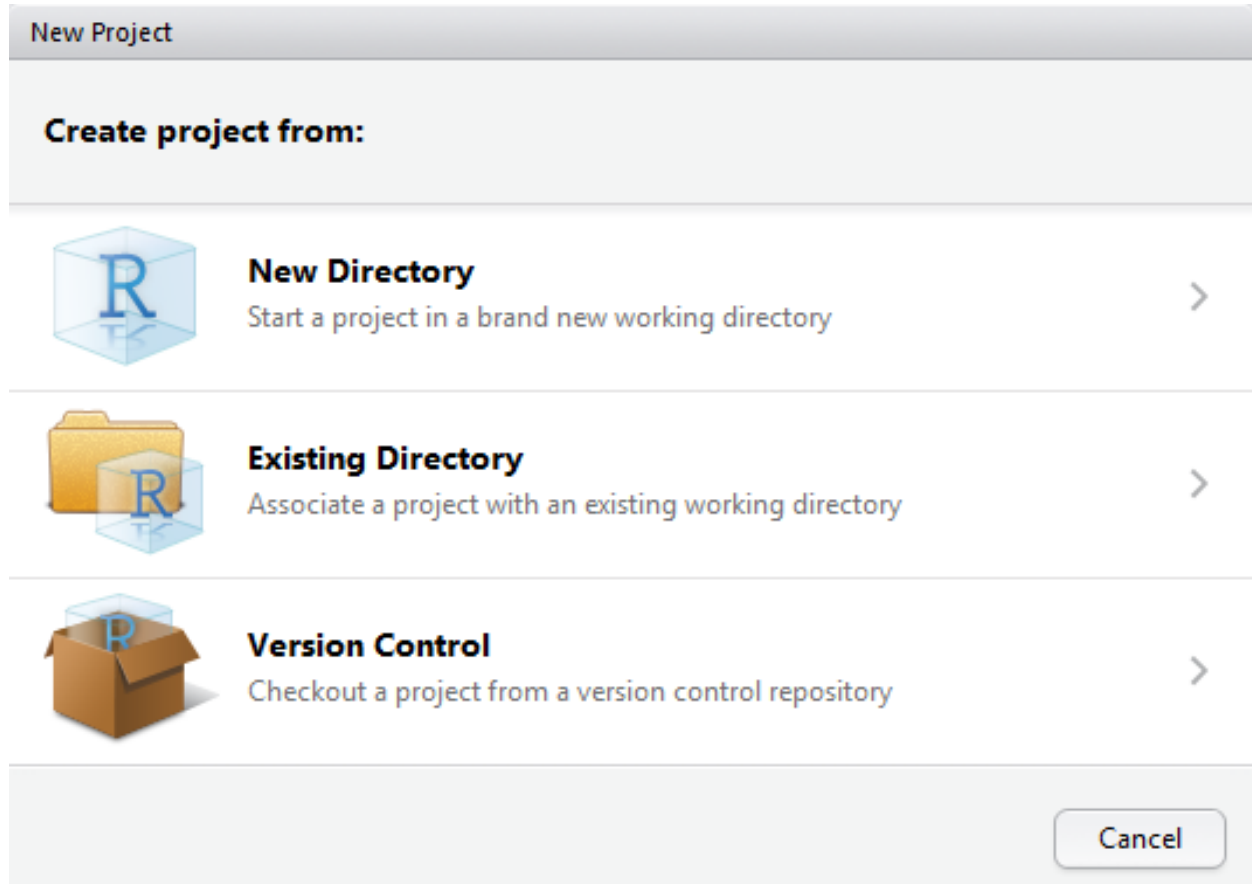 New Project
Create project from:
R
New Directory
Start a project in a brand new working directory
R
Existing Directory
Associate a project with an existing working directory
R
Version Control
Checkout a project from a version control repository
Cancel